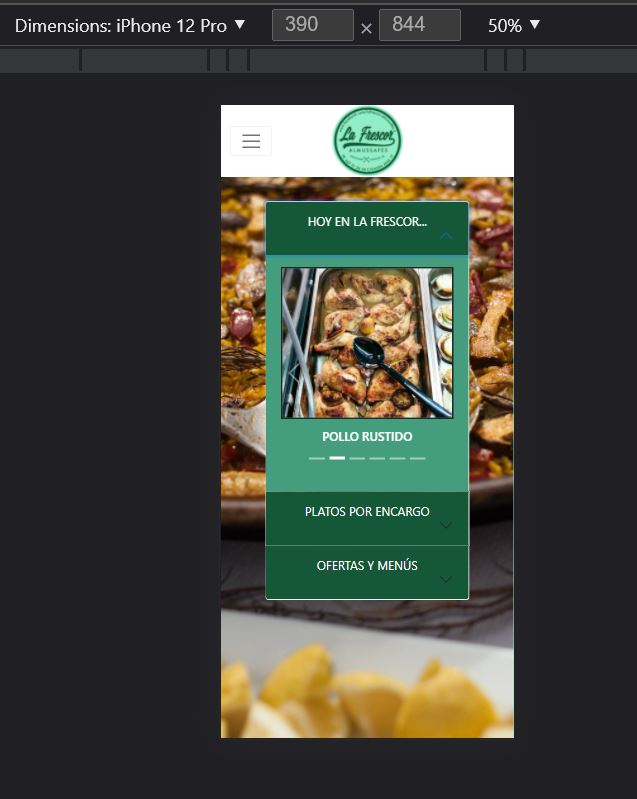 Dimensions: iPhone 12 Pro ▼ 390 × 844 50% ▼
La Frescor
ALMUSSAFES
HOY EN LA FRESCOR...
POLLO RUSTIDO
PLATOS POR ENCARGO
OFERTAS Y MENÚS